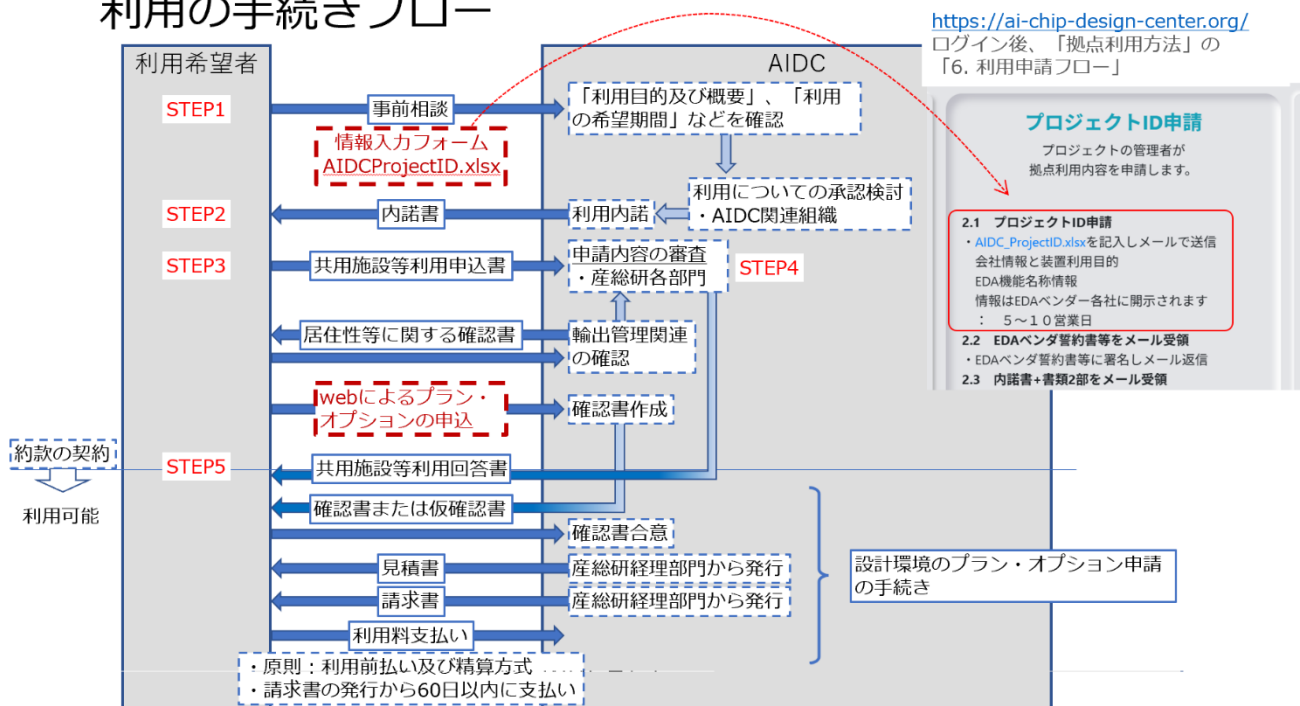 利用の手続きフロー
https://ai-chip-design-center.org/
ログイン後、「拠点利用方法」の
「6. 利用申請フロー」
利用希望者
AIDC
STEP1
事前相談
「利用目的及び概要」、「利用
の希望期間」などを確認
情報入力フォーム
AIDCProjectID.xlsx
利用についての承認検討
・AIDC関連組織
STEP2
内諾書
利用内諾
STEP3
共用施設等利用申込書
申請内容の審査
・産総研各部門
STEP4
居住性等に関する確認書
輸出管理関連
の確認
webによるプラン・
オプションの申込
確認書作成
約款の契約
利用可能
STEP5
共用施設等利用回答書
確認書または仮確認書
確認書合意
見積書
産総研経理部門から発行
請求書
産総研経理部門から発行
利用料支払い
・原則：利用前払い及び精算方式
・請求書の発行から60日以内に支払い
設計環境のプラン・オプション申請
の手続き
プロジェクトID申請
プロジェクトの管理者が
拠点利用内容を申請します。
2.1 プロジェクトID申請
・AIDC_ProjectID.xlsxを記入しメールで送信
会社情報と装置利用目的
EDA機能名称情報
情報はEDAベンダー各社に開示されます
： 5～10営業日
2.2 EDAベンダ誓約書等をメール受領
・EDAベンダ誓約書等に署名しメール返信
2.3 内諾書+書類2部をメール受領